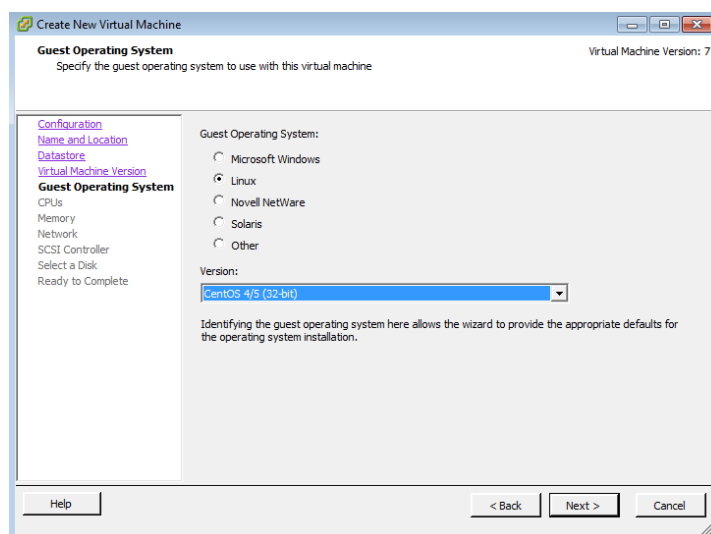 Create New Virtual Machine
Guest Operating System
Virtual Machine Version: 7
Specify the guest operating system to use with this virtual machine
Configuration
Name and Location
Datastore
Virtual Machine Version
Guest Operating System
CPUs
Memory
Network
SCSI Controller
Select a Disk
Ready to Complete
Guest Operating System:
Microsoft Windows
Linux
Novell NetWare
Solaris
Other
Version:
CentOS 4/5 (32-bit)
Identifying the guest operating system here allows the wizard to provide the appropriate defaults for
the operating system installation.
Help
< Back
Next >
Cancel